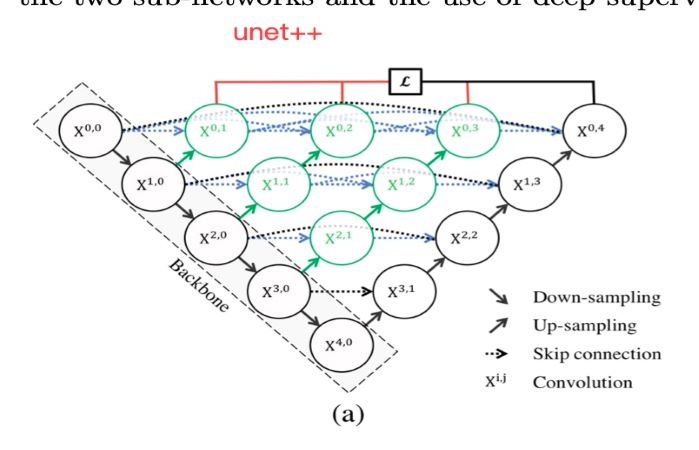 the two sub-networks and the use of deep superv
unet++
ℒ
X^0,0 X^0,1 X^0,2 X^0,3 X^0,4
X^1,0 X^1,1 X^1,2 X^1,3
X^2,0 X^2,1 X^2,2
X^3,0 X^3,1
X^4,0
Backbone
Down-sampling
Up-sampling
Skip connection
X^i,j Convolution
(a)